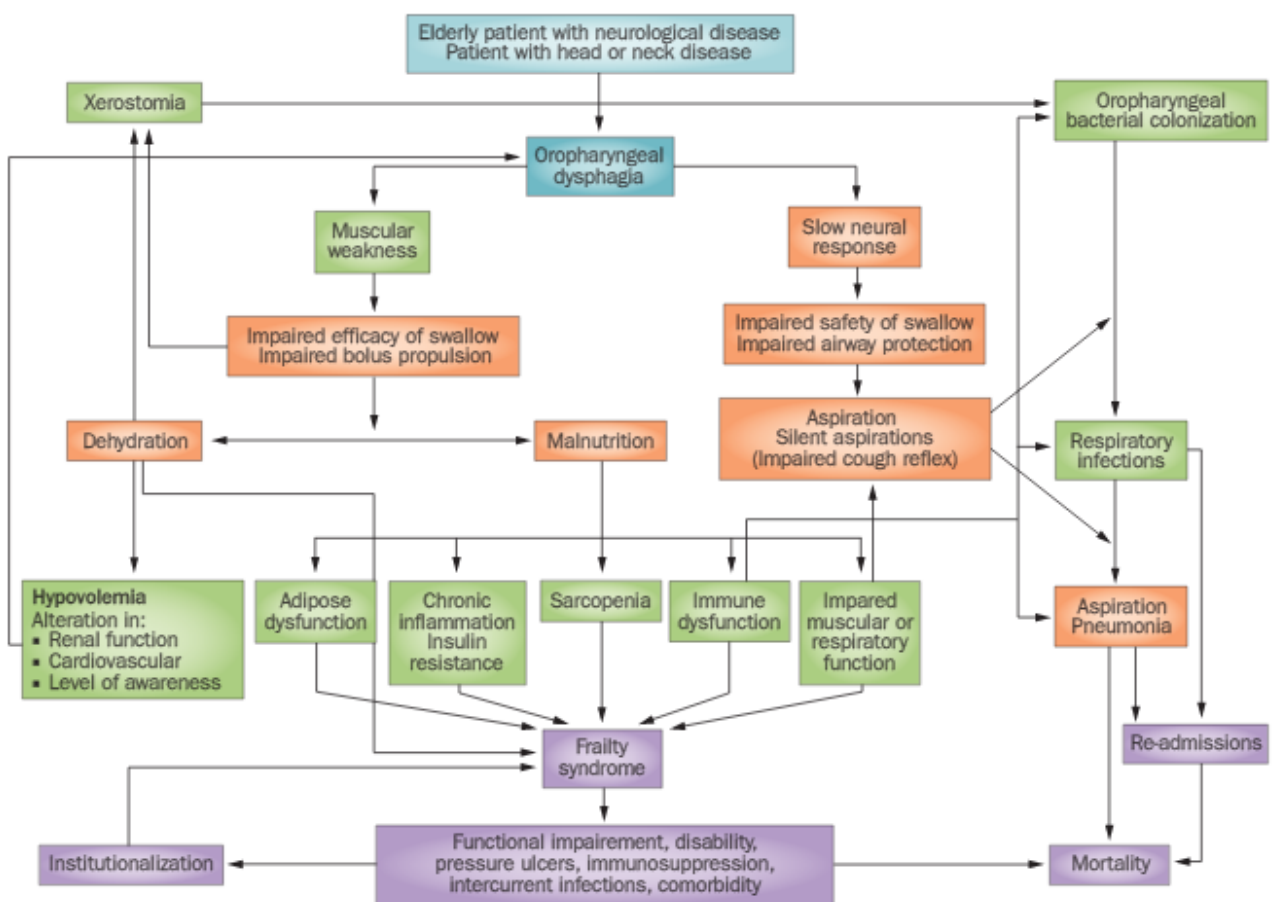 Elderly patient with neurological disease
Patient with head or neck disease
Xerostomia
Oropharyngeal
bacterial colonization
Oropharyngeal
dysphagia
Muscular
weakness
Slow neural
response
Impaired efficacy of swallow
Impaired bolus propulsion
Impaired safety of swallow
Impaired airway protection
Dehydration
Malnutrition
Aspiration
Silent aspirations
(Impaired cough reflex)
Respiratory
infections
Hypovolemia
Alteration in:
▪ Renal function
▪ Cardiovascular
▪ Level of awareness
Adipose
dysfunction
Chronic
inflammation
Insulin
resistance
Sarcopenia
Immune
dysfunction
Impared
muscular or
respiratory
function
Aspiration
Pneumonia
Frailty
syndrome
Re-admissions
Institutionalization
Functional impairment, disability,
pressure ulcers, immunosuppression,
intercurrent infections, comorbidity
Mortality